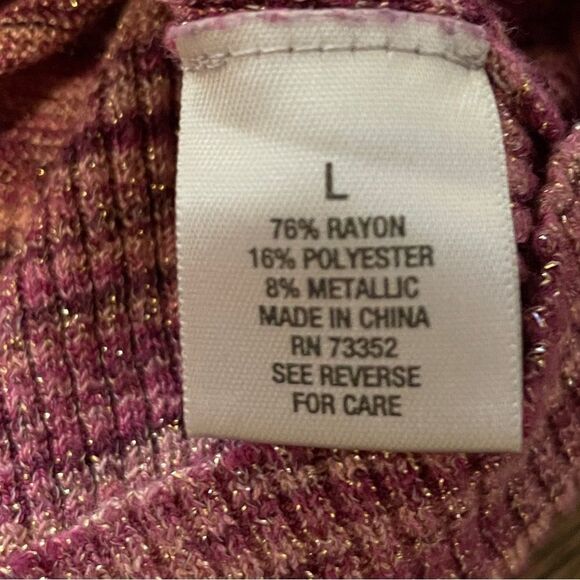 L
76% RAYON
16% POLYESTER
8% METALLIC
MADE IN CHINA
RN 73352
SEE REVERSE
FOR CARE